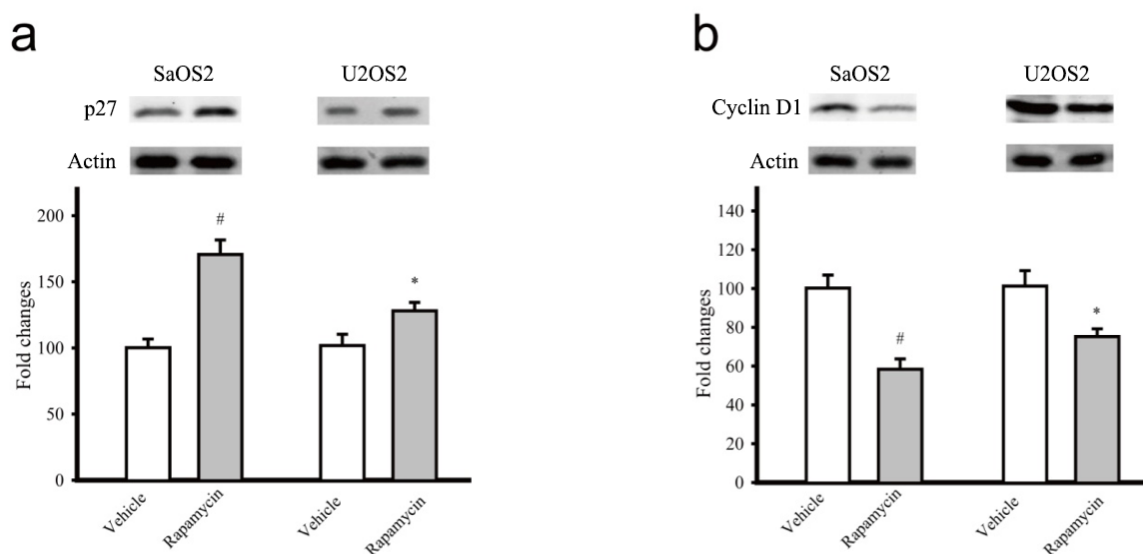 a
SaOS2 U2OS2
p27
Actin
Fold changes
200
150
100
50
0
#
*
Vehicle
Rapamycin
Vehicle
Rapamycin
b
SaOS2 U2OS2
Cyclin D1
Actin
Fold changes
140
120
100
80
60
40
20
0
#
*
Vehicle
Rapamycin
Vehicle
Rapamycin